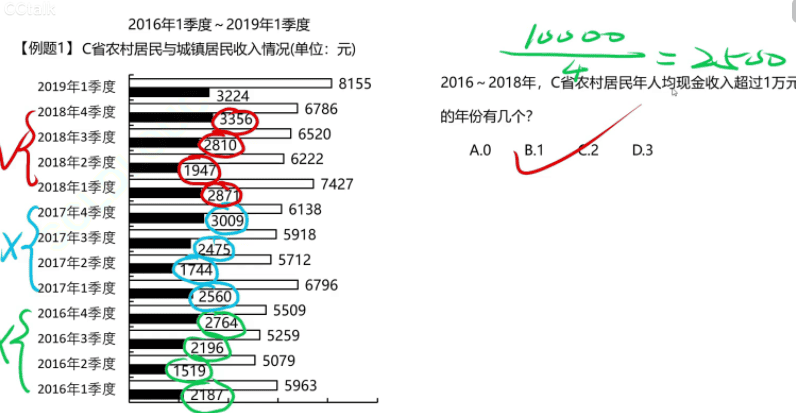 CCtalk
2016年1季度～2019年1季度
【例题1】C省农村居民与城镇居民收入情况(单位：元)
2019年1季度 8155
3224
2018年4季度 6786
3356
2018年3季度 6520
2810
2018年2季度 6222
1947
2018年1季度 7427
2871
2017年4季度 6138
3009
2017年3季度 5918
2475
2017年2季度 5712
1744
2017年1季度 6796
2560
2016年4季度 5509
2764
2016年3季度 5259
2196
2016年2季度 5079
1519
2016年1季度 5963
2187
10000
4
= 2500
2016～2018年，C省农村居民年人均现金收入超过1万元
的年份有几个?
A.0 B.1 C.2 D.3